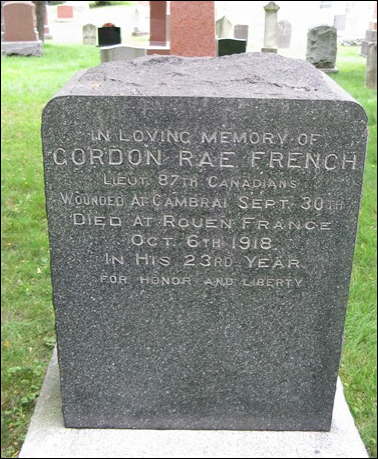 IN LOVING MEMORY OF
GORDON RAE FRENCH
LIEUT. 87TH CANADIANS
WOUNDED AT CAMBRAI SEPT. 30TH
DIED AT ROUEN FRANCE
OCT. 6TH 1918
IN HIS 23RD YEAR
FOR HONOR AND LIBERTY